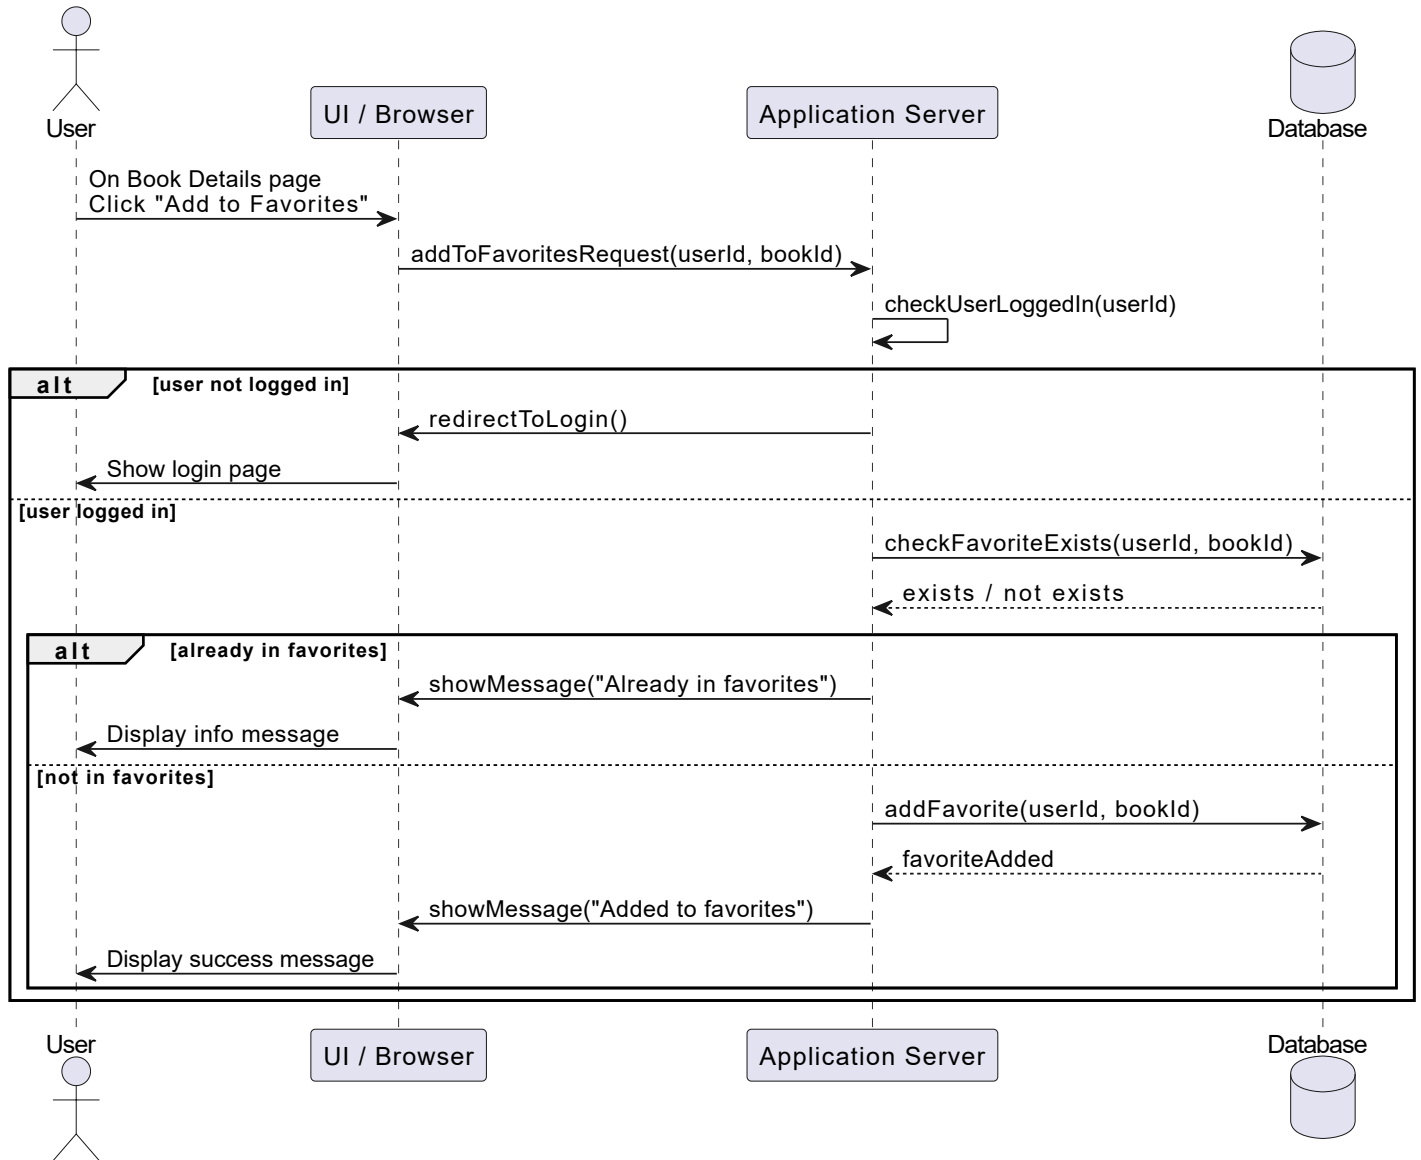 User
UI / Browser
Application Server
Database
On Book Details page
Click "Add to Favorites"
addToFavoritesRequest(userId, bookId)
checkUserLoggedIn(userId)
alt
[user not logged in]
redirectToLogin()
Show login page
[user logged in]
checkFavoriteExists(userId, bookId)
exists / not exists
alt
[already in favorites]
showMessage("Already in favorites")
Display info message
[not in favorites]
addFavorite(userId, bookId)
favoriteAdded
showMessage("Added to favorites")
Display success message
User
UI / Browser
Application Server
Database